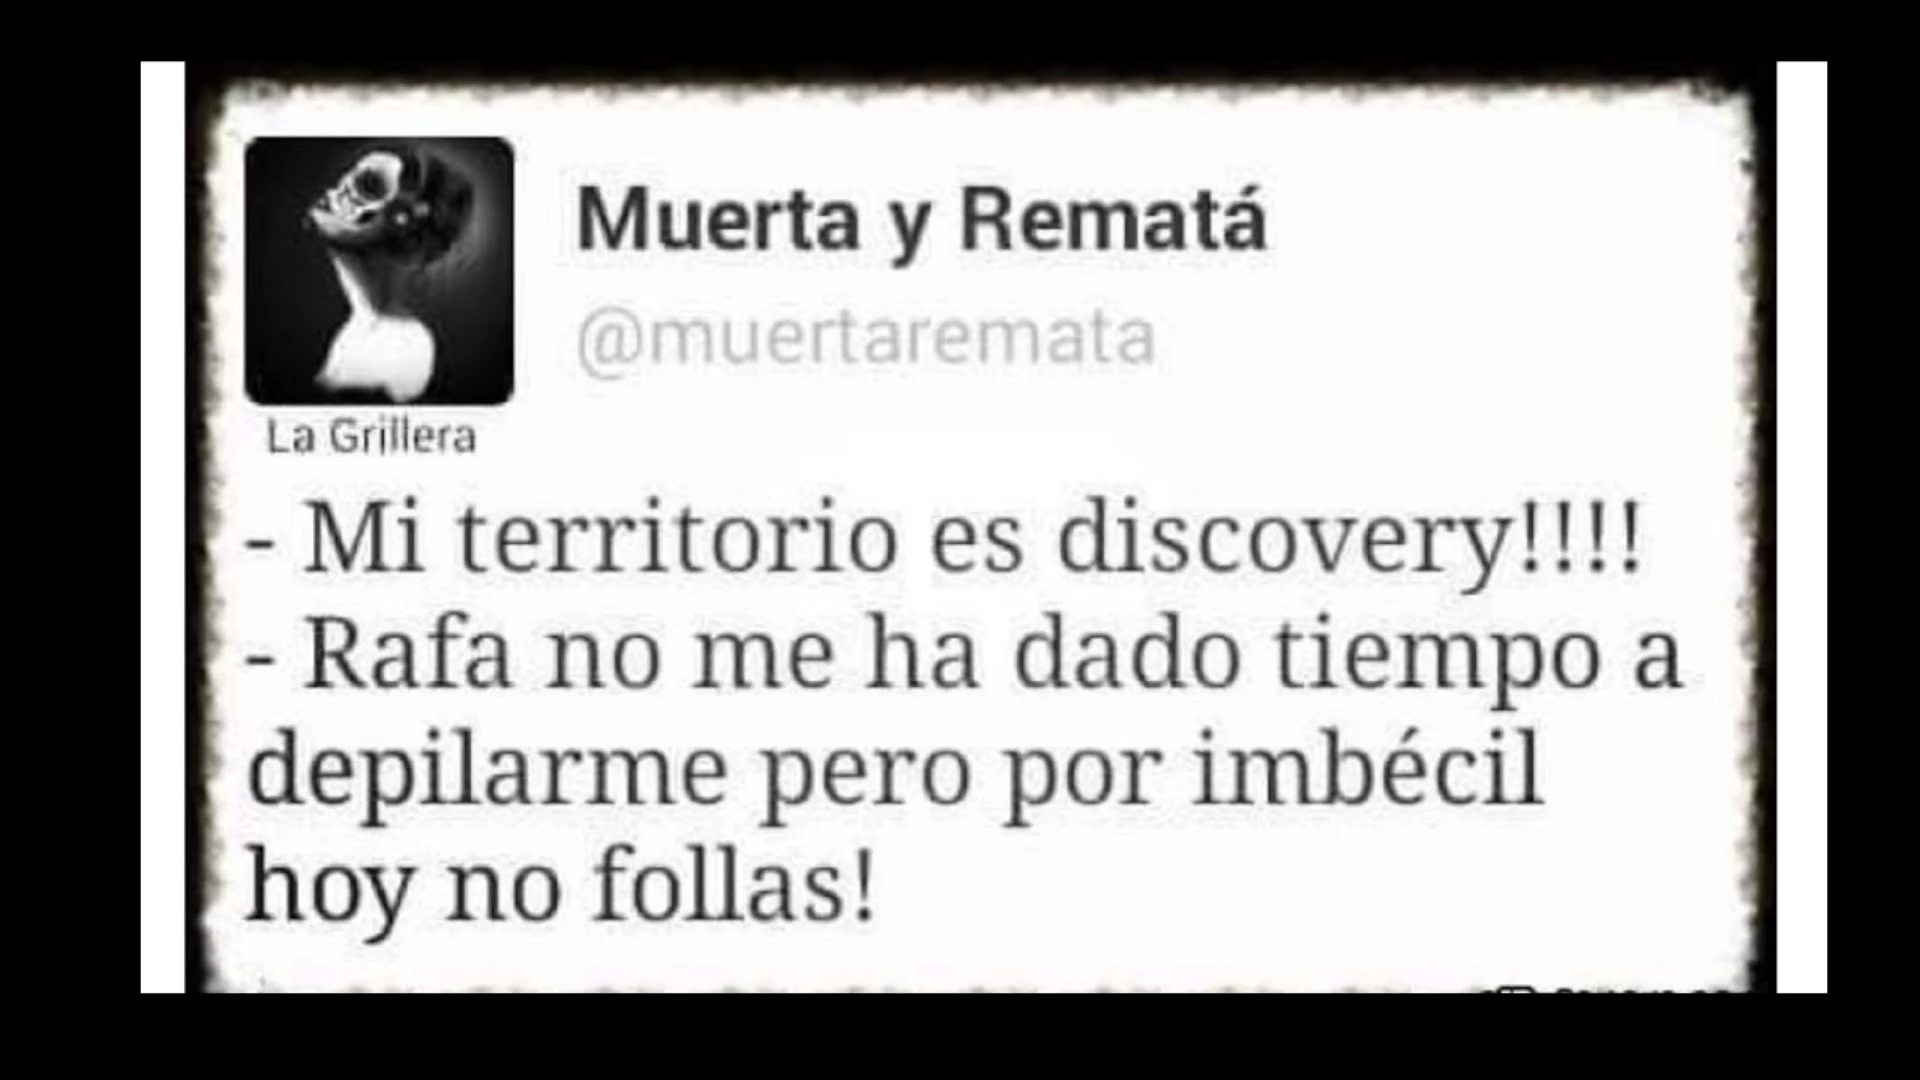 Muerta y Rematá
@muertaremata
La Grillera
- Mi territorio es discovery!!!!
- Rafa no me ha dado tiempo a
depilarme pero por imbécil
hoy no follas!